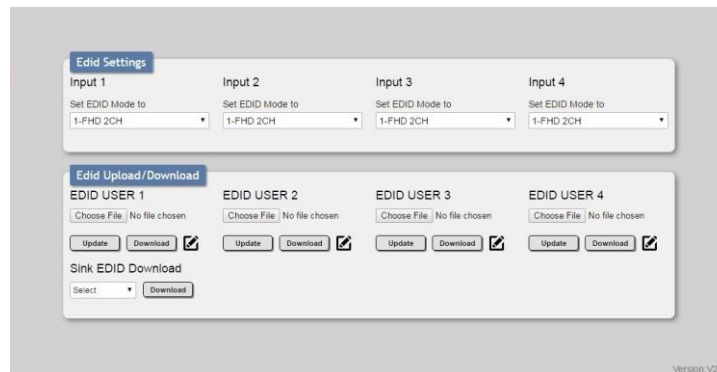 Edid Settings
Input 1 Input 2 Input 3 Input 4
Set EDID Mode to Set EDID Mode to Set EDID Mode to Set EDID Mode to
1-FHD 2CH 1-FHD 2CH 1-FHD 2CH 1-FHD 2CH
Edid Upload/Download
EDID USER 1 EDID USER 2 EDID USER 3 EDID USER 4
Choose File No file chosen Choose File No file chosen Choose File No file chosen Choose File No file chosen
Update Download Update Download Update Download Update Download
Sink EDID Download
Select Download
Version:V2